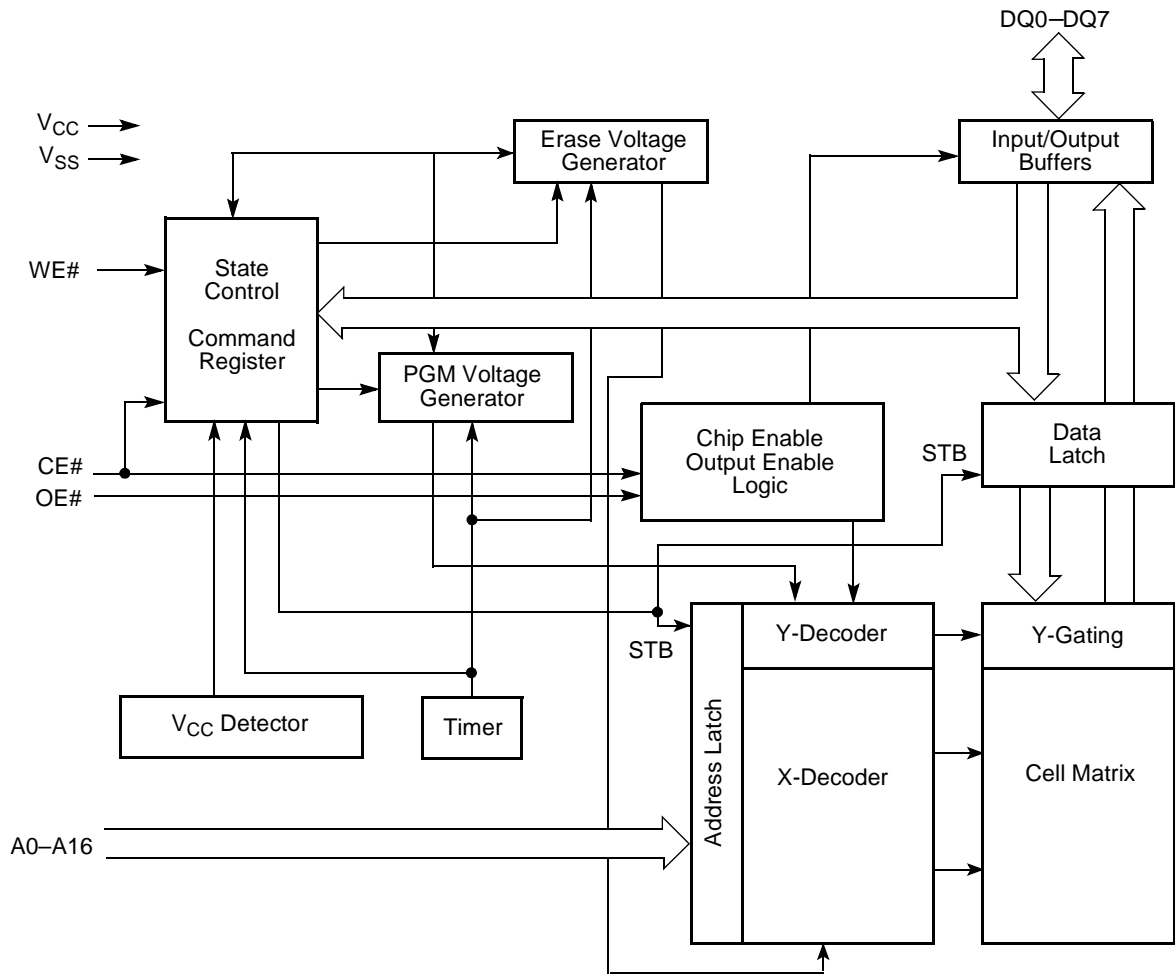 DQ0–DQ7
VCC
VSS
Erase Voltage
Generator
Input/Output
Buffers
WE#
State
Control
Command
Register
PGM Voltage
Generator
CE#
OE#
Chip Enable
Output Enable
Logic
STB
Data
Latch
STB
Y-Decoder
Y-Gating
VCC Detector
Timer
Address Latch
X-Decoder
Cell Matrix
A0–A16